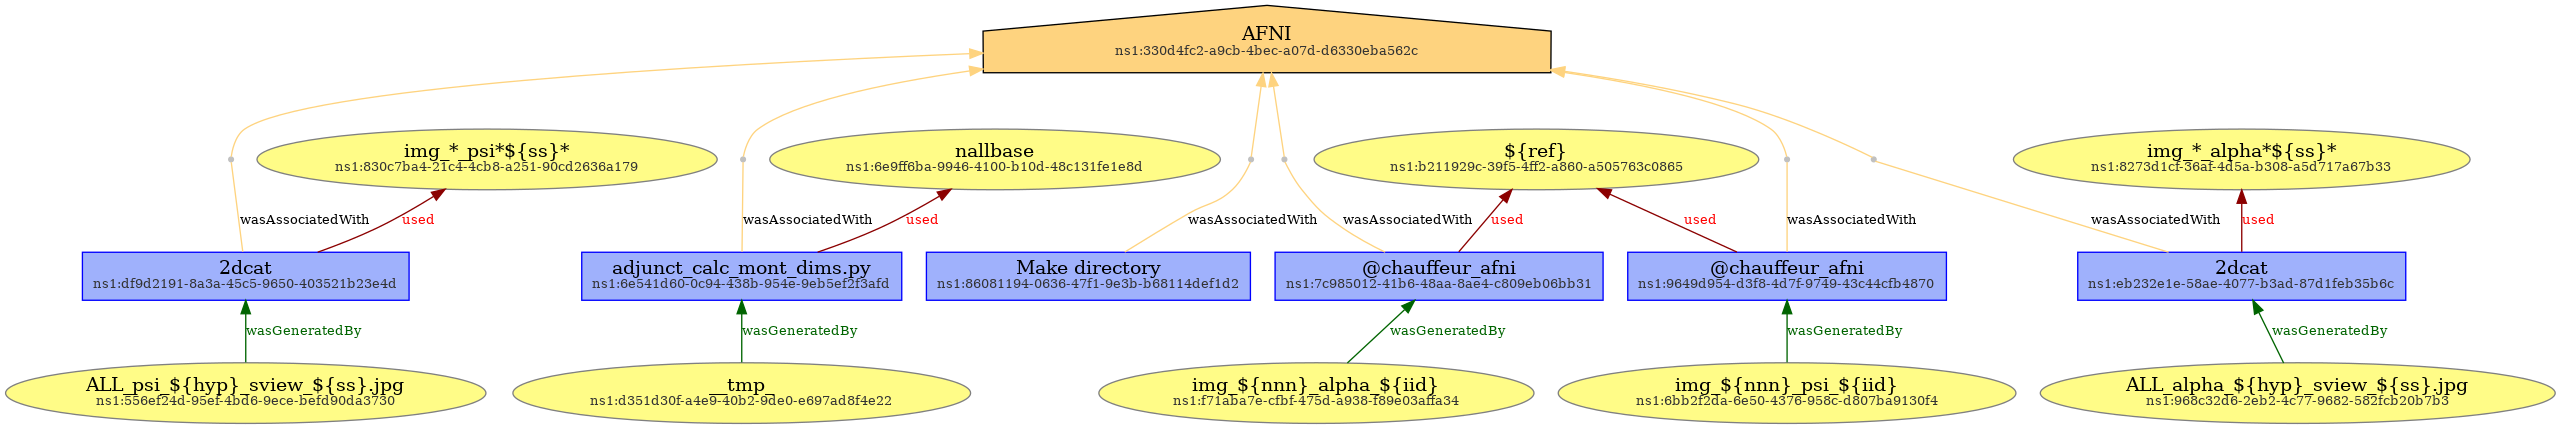 AFNI
ns1:330d4fc2-a9cb-4bec-a07d-d6330eba562c
img_*_psi*${ss}*
ns1:830c7ba4-21c4-4cb8-a251-90cd2636a179
nallbase
ns1:6e9ff6ba-9946-4100-b10d-48c131fe1e8d
${ref}
ns1:b211929c-39f5-4ff2-a860-a505763c0865
img_*_alpha*${ss}*
ns1:8273d1cf-36af-4d5a-b308-a5d717a67b33
wasAssociatedWith
used
wasAssociatedWith
used
wasAssociatedWith
wasAssociatedWith
used
used
wasAssociatedWith
wasAssociatedWith
used
2dcat
ns1:df9d2191-8a3a-45c5-9650-403521b23e4d
adjunct_calc_mont_dims.py
ns1:6e541d60-0c94-438b-954e-9eb5ef2f3afd
Make directory
ns1:86081194-0636-47f1-9e3b-b68114def1d2
@chauffeur_afni
ns1:7c985012-41b6-48aa-8ae4-c809eb06bb31
@chauffeur_afni
ns1:9649d954-d3f8-4d7f-9749-43c44cfb4870
2dcat
ns1:eb232e1e-58ae-4077-b3ad-87d1feb35b6c
wasGeneratedBy
wasGeneratedBy
wasGeneratedBy
wasGeneratedBy
wasGeneratedBy
ALL_psi_${hyp}_sview_${ss}.jpg
ns1:556ef24d-95ef-4bd6-9ece-befd90da3730
__tmp_
ns1:d351d30f-a4e9-40b2-9de0-e697ad8f4e22
img_${nnn}_alpha_${iid}
ns1:f71aba7e-cfbf-475d-a938-f89e03affa34
img_${nnn}_psi_${iid}
ns1:6bb2f2da-6e50-4376-958c-d807ba9130f4
ALL_alpha_${hyp}_sview_${ss}.jpg
ns1:968c32d6-2eb2-4c77-9682-582fcb20b7b3